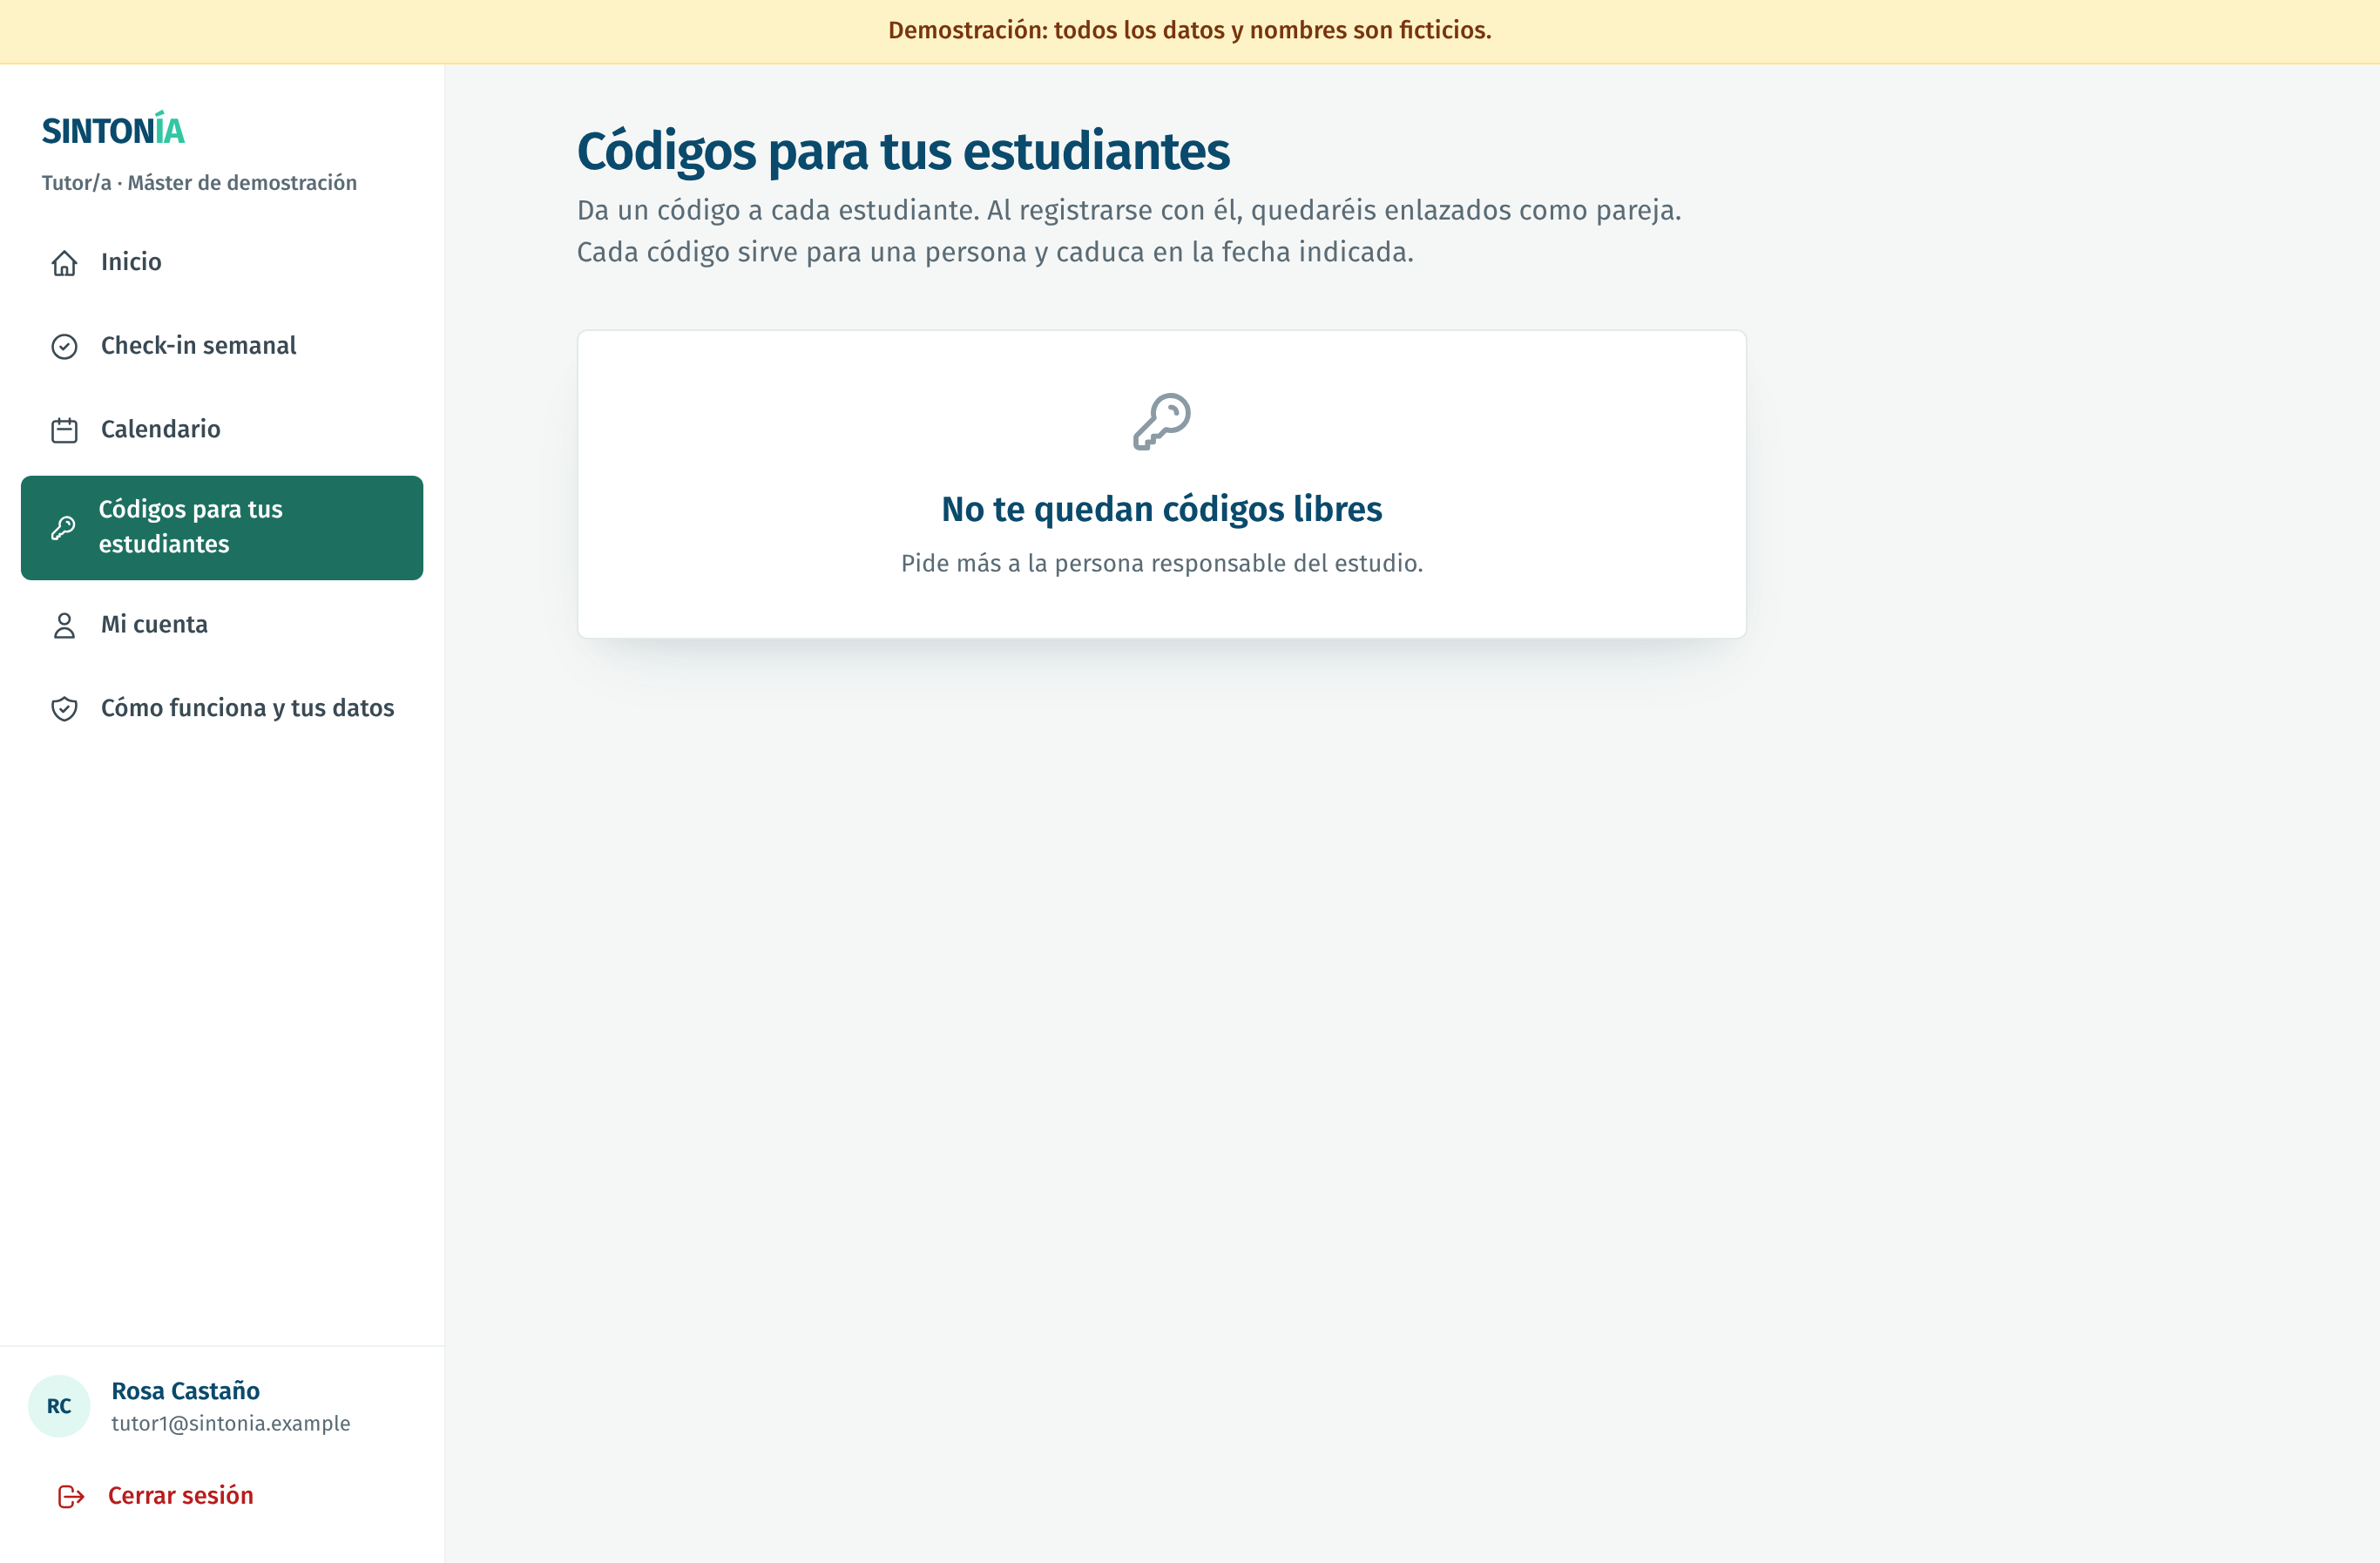 Demostración: todos los datos y nombres son ficticios.
SINTONÍA
Tutor/a · Máster de demostración
Inicio
Check-in semanal
Calendario
Códigos para tus
estudiantes
Mi cuenta
Cómo funciona y tus datos
Rosa Castaño
RC
tutor1@sintonia.example
Cerrar sesión
Códigos para tus estudiantes
Da un código a cada estudiante. Al registrarse con él, quedaréis enlazados como pareja.
Cada código sirve para una persona y caduca en la fecha indicada.
No te quedan códigos libres
Pide más a la persona responsable del estudio.